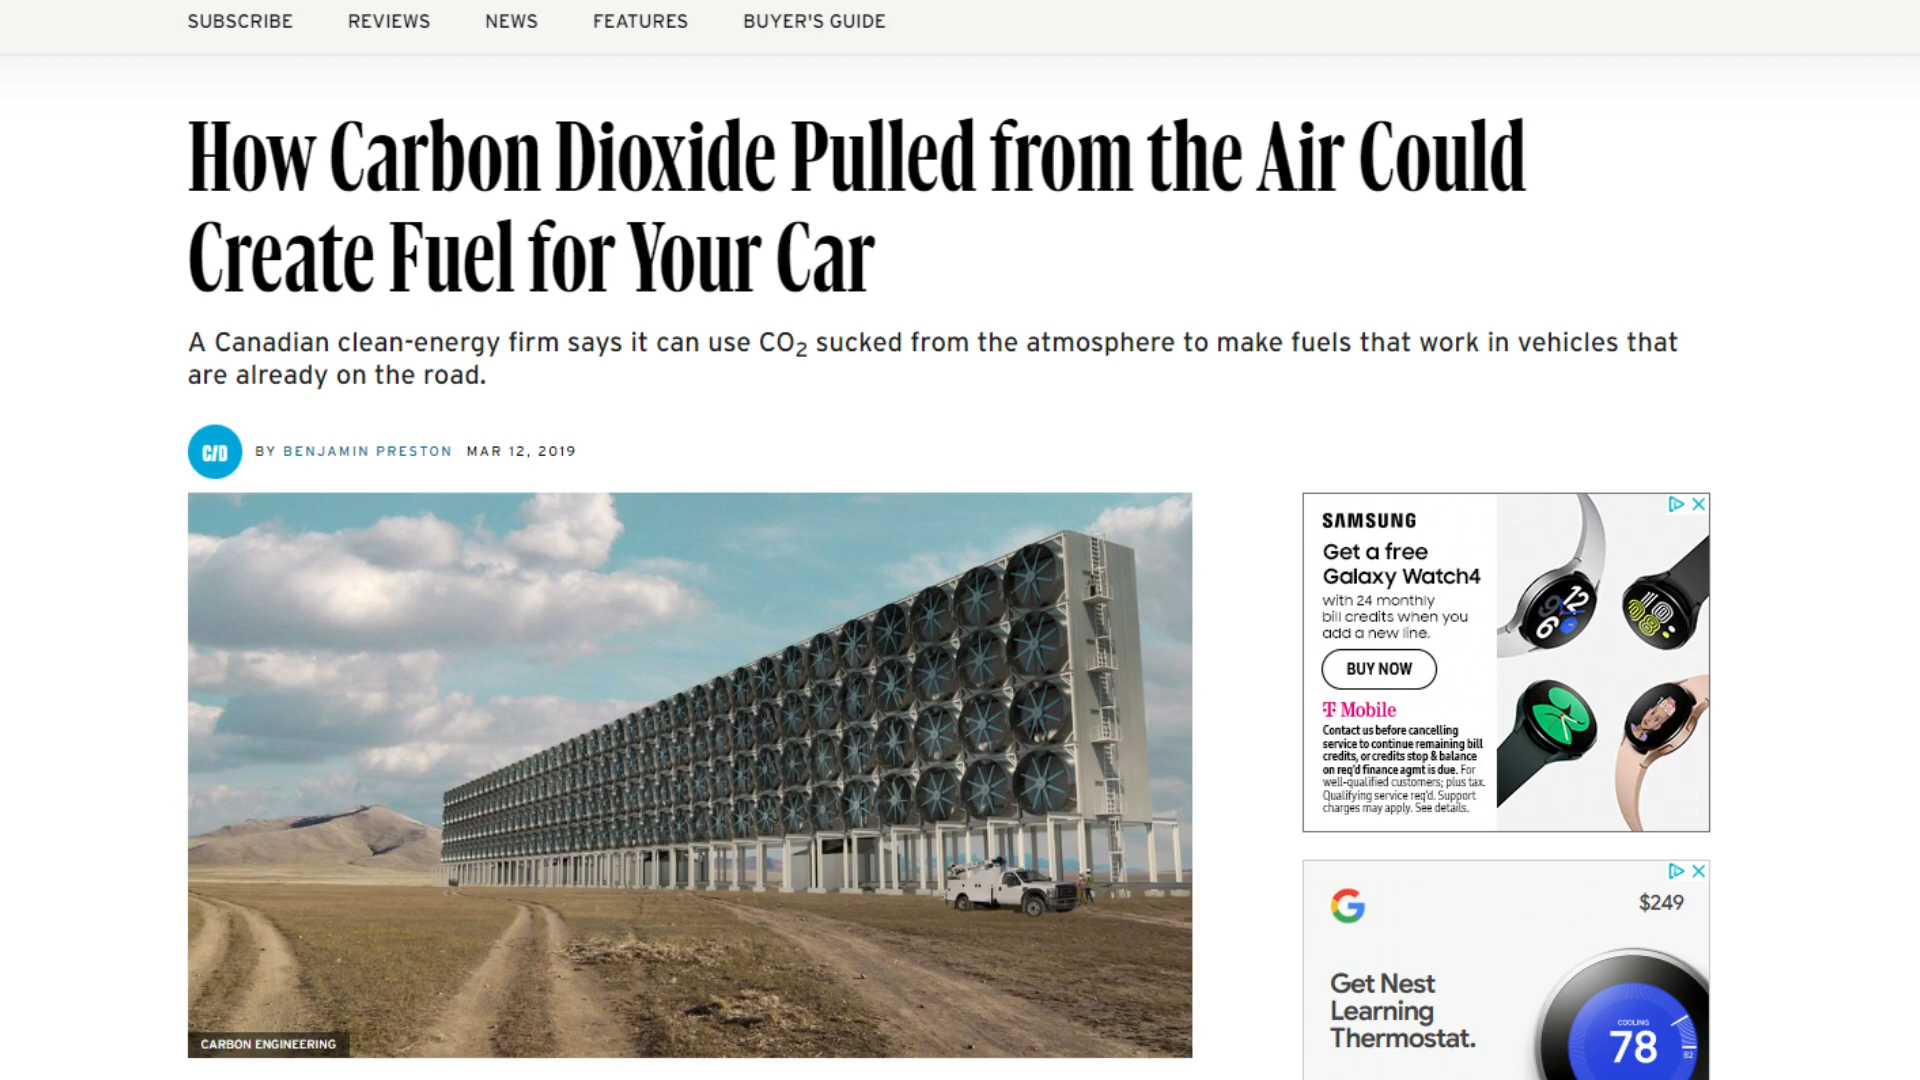 SUBSCRIBE REVIEWS NEWS FEATURES BUYER'S GUIDE
How Carbon Dioxide Pulled from the Air Could
Create Fuel for Your Car
A Canadian clean-energy firm says it can use CO₂ sucked from the atmosphere to make fuels that work in vehicles that
are already on the road.
C/D BY BENJAMIN PRESTON MAR 12, 2019
CARBON ENGINEERING
SAMSUNG
Get a free
Galaxy Watch4
with 24 monthly
bill credits when you
add a new line.
BUY NOW
T Mobile
Contact us before cancelling
service to continue remaining bill
credits, or credits stop & balance
on req'd finance agmt is due. For
well-qualified customers; plus tax.
Qualifying service req'd. Support
charges may apply. See details.
12
6
10
08
$249
Get Nest
Learning
Thermostat.
COOLING
78
82